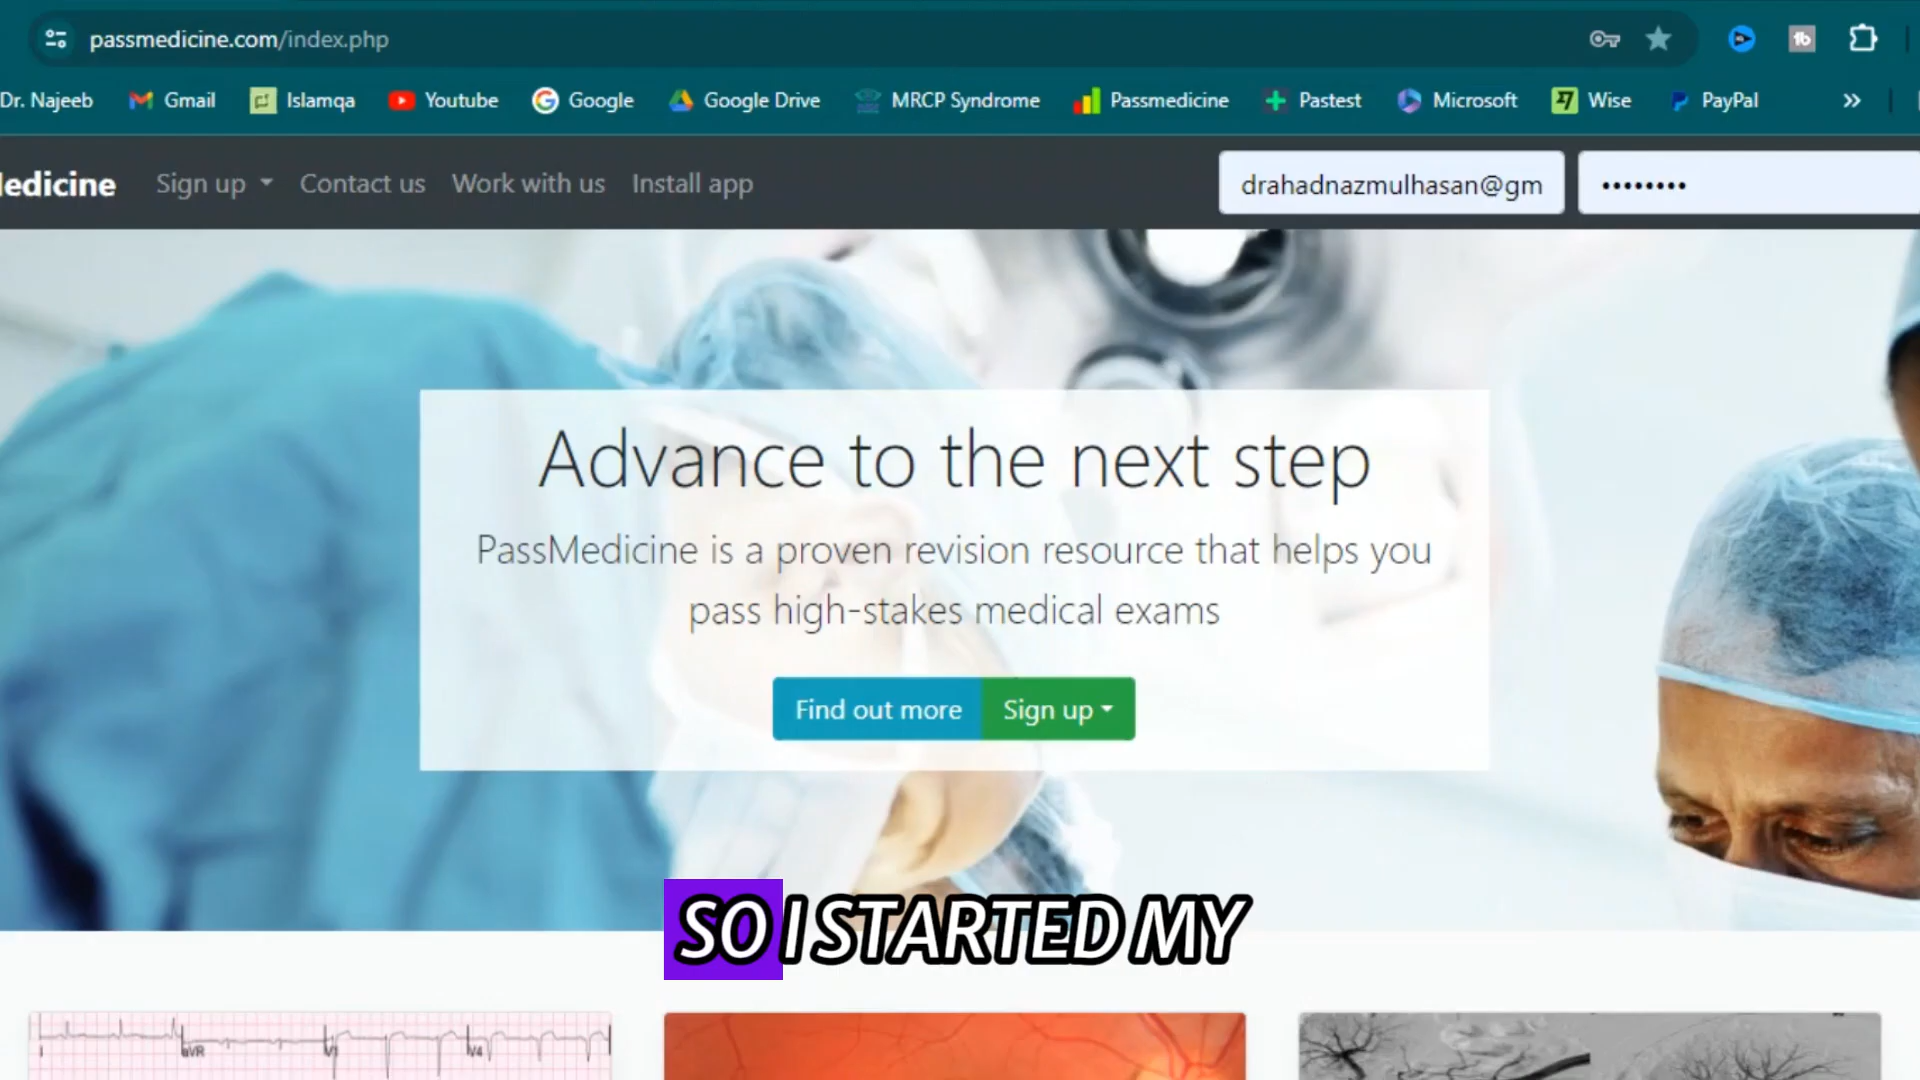 passmedicine.com/index.php
Dr. Najeeb Gmail Islamqa Youtube Google Google Drive MRCP Syndrome Passmedicine Pastest Microsoft Wise PayPal »
edicine Sign up Contact us Work with us Install app drahadnazmulhasan@gm ••••••••
Advance to the next step
PassMedicine is a proven revision resource that helps you
pass high-stakes medical exams
Find out more Sign up
SO I STARTED MY
I aVR V1 V4